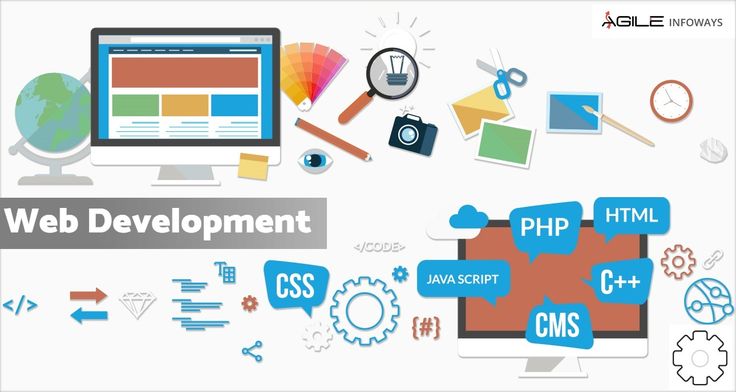 AGILE INFOWAYS
Web Development
PHP
HTML
</CODE>
CSS
JAVA SCRIPT
C++
</>
T
{#}
CMS